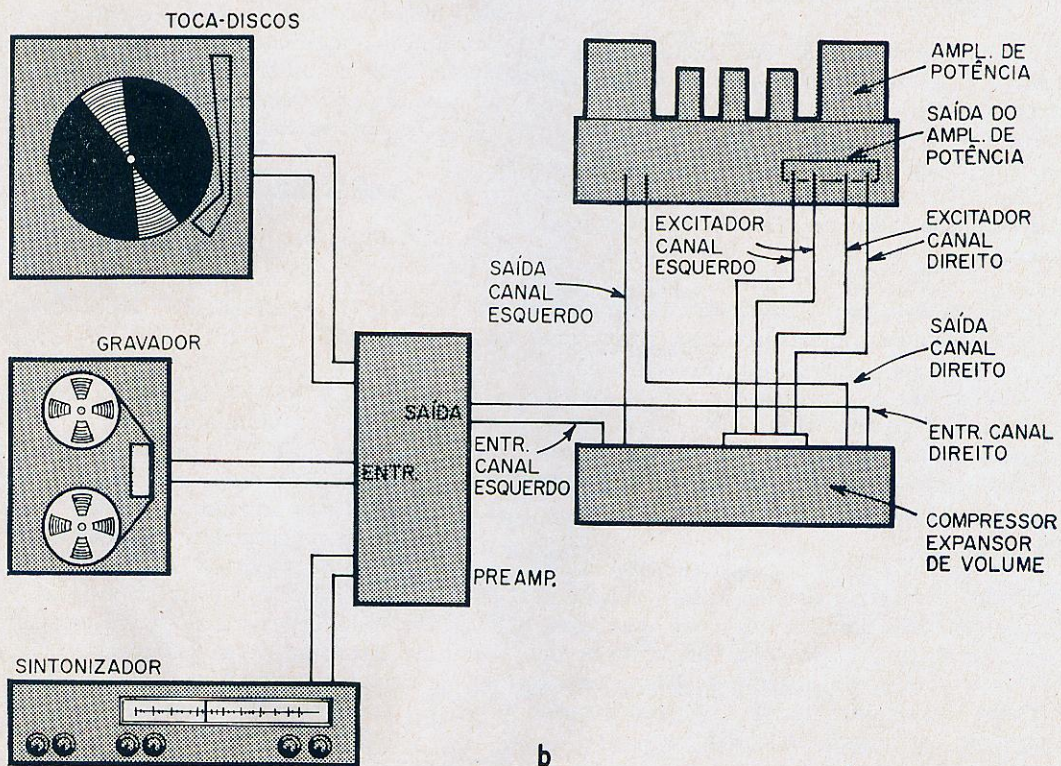 TOCA-DISCOS
AMPL. DE
POTÊNCIA
SAÍDA DO
AMPL. DE
POTÊNCIA
EXCITADOR
CANAL
ESQUERDO
EXCITADOR
CANAL
DIREITO
SAÍDA
CANAL
ESQUERDO
GRAVADOR
SAÍDA
CANAL
DIREITO
SAÍDA
ENTR. CANAL
DIREITO
ENTR.
CANAL
ESQUERDO
ENTR.
COMPRESSOR
EXPANSOR
DE VOLUME
PREAMP.
SINTONIZADOR
b